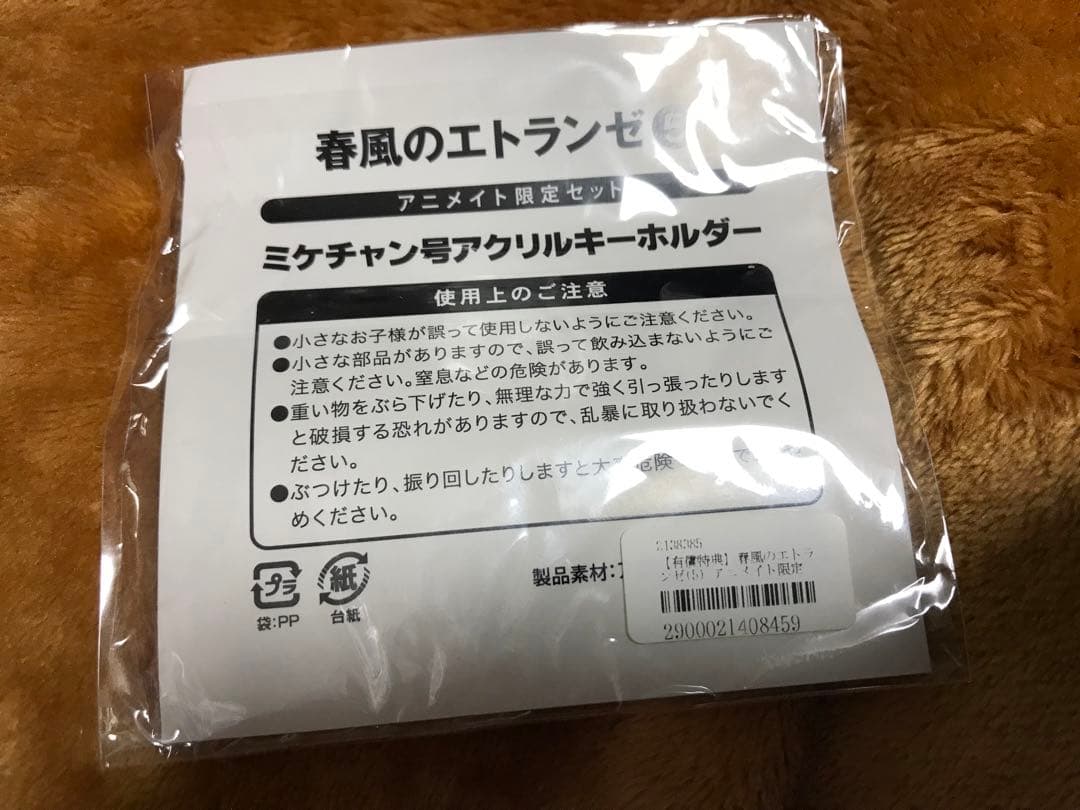 春風のエトランゼ 5
アニメイト限定セット
ミケチャン号アクリルキーホルダー
使用上のご注意
●小さなお子様が誤って使用しないようにご注意ください。
●小さな部品がありますので、誤って飲み込まないようにご
注意ください。窒息などの危険があります。
●重い物をぶら下げたり、無理な力で強く引っ張ったりします
と破損する恐れがありますので、乱暴に取り扱わないでく
ださい。
●ぶつけたり、振り回したりしますと大変危険
めください。
プラ
袋:PP
紙
台紙
製品素材:
2138385
【有償特典】春風のエトラ
ンゼ(5) アニメイト限定
2900021408459